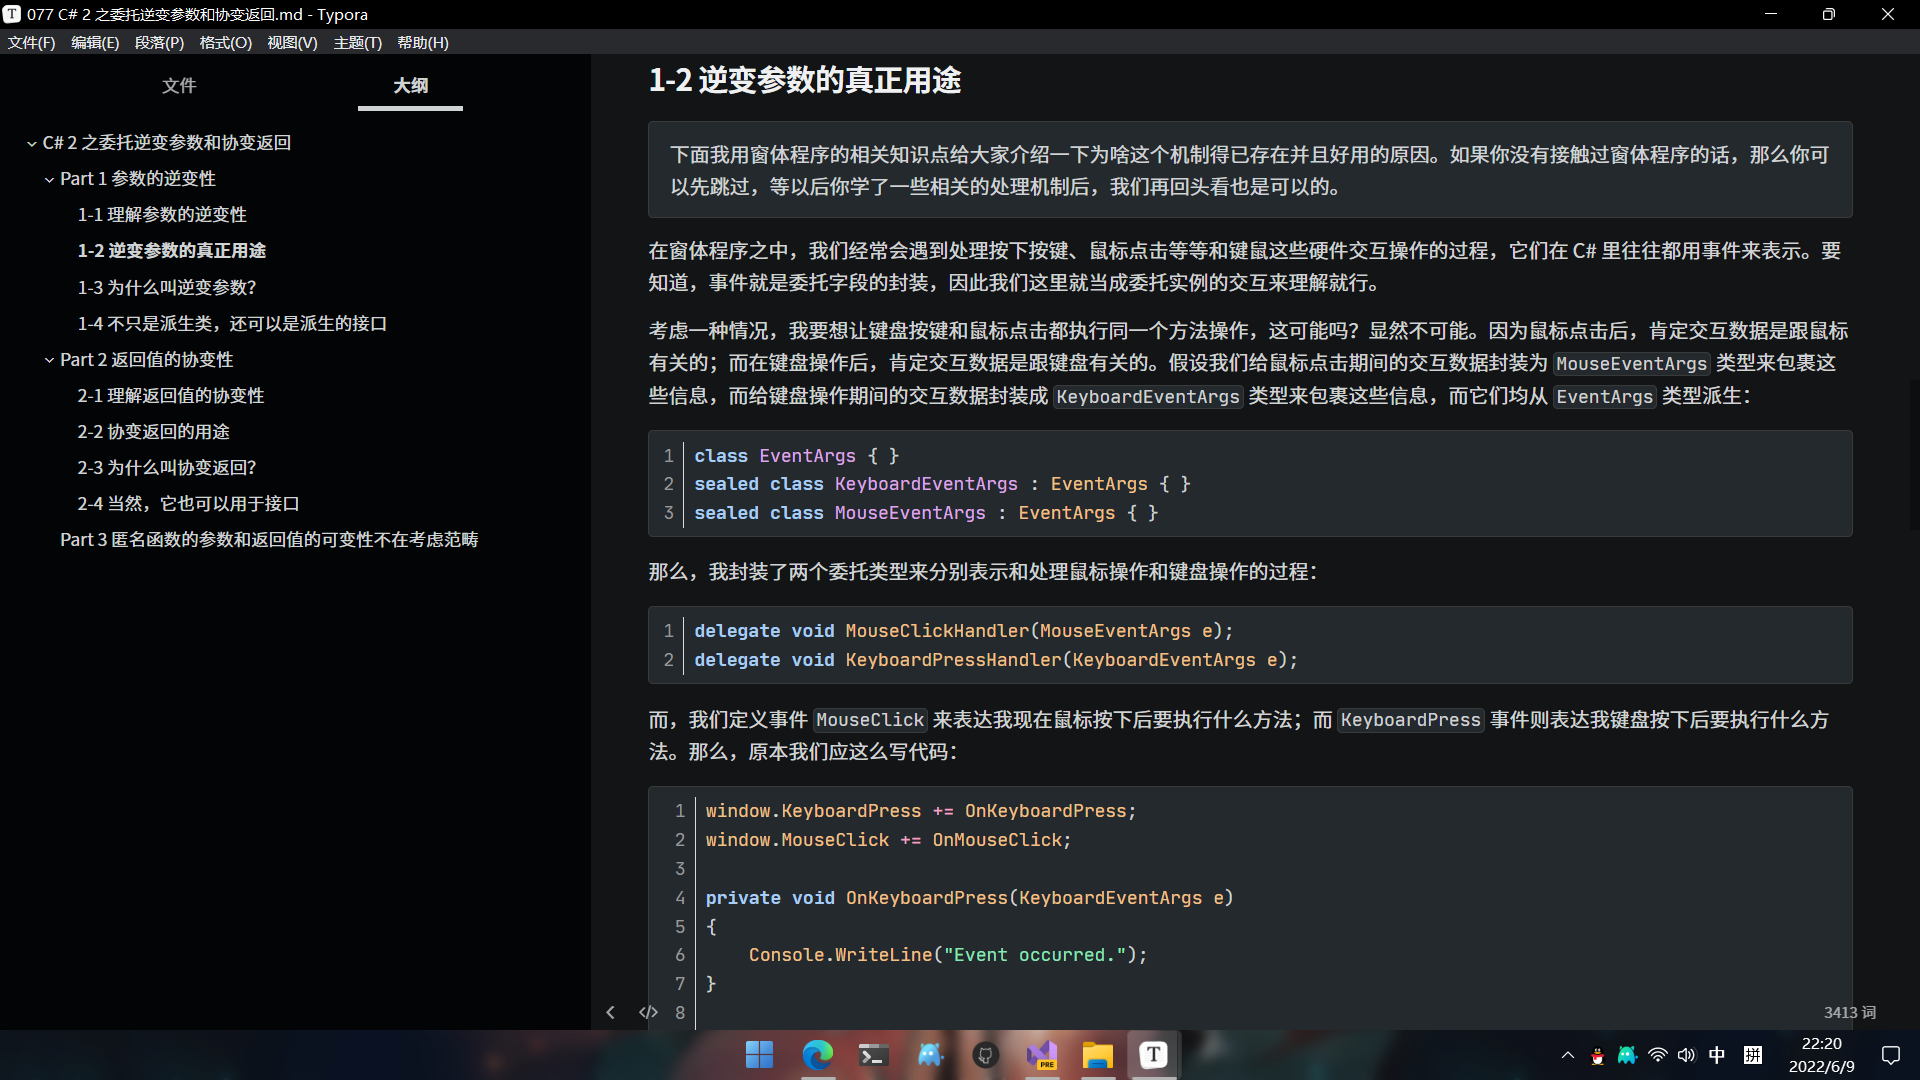 077 C# 2 之委托逆变参数和协变返回.md - Typora
文件(F) 编辑(E) 段落(P) 格式(O) 视图(V) 主题(T) 帮助(H)
文件 大纲
C# 2 之委托逆变参数和协变返回
Part 1 参数的逆变性
1-1 理解参数的逆变性
1-2 逆变参数的真正用途
1-3 为什么叫逆变参数？
1-4 不只是派生类，还可以是派生的接口
Part 2 返回值的协变性
2-1 理解返回值的协变性
2-2 协变返回的用途
2-3 为什么叫协变返回？
2-4 当然，它也可以用于接口
Part 3 匿名函数的参数和返回值的可变性不在考虑范畴
1-2 逆变参数的真正用途
下面我用窗体程序的相关知识点给大家介绍一下为啥这个机制得已存在并且好用的原因。如果你没有接触过窗体程序的话，那么你可
以先跳过，等以后你学了一些相关的处理机制后，我们再回头看也是可以的。
在窗体程序之中，我们经常会遇到处理按下按键、鼠标点击等等和键鼠这些硬件交互操作的过程，它们在 C# 里往往都用事件来表示。要
知道，事件就是委托字段的封装，因此我们这里就当成委托实例的交互来理解就行。
考虑一种情况，我要想让键盘按键和鼠标点击都执行同一个方法操作，这可能吗？显然不可能。因为鼠标点击后，肯定交互数据是跟鼠标
有关的；而在键盘操作后，肯定交互数据是跟键盘有关的。假设我们给鼠标点击期间的交互数据封装为 MouseEventArgs 类型来包裹这
些信息，而给键盘操作期间的交互数据封装成 KeyboardEventArgs 类型来包裹这些信息，而它们均从 EventArgs 类型派生：
1 class EventArgs { }
2 sealed class KeyboardEventArgs : EventArgs { }
3 sealed class MouseEventArgs : EventArgs { }
那么，我封装了两个委托类型来分别表示和处理鼠标操作和键盘操作的过程：
1 delegate void MouseClickHandler(MouseEventArgs e);
2 delegate void KeyboardPressHandler(KeyboardEventArgs e);
而，我们定义事件 MouseClick 来表达我现在鼠标按下后要执行什么方法；而 KeyboardPress 事件则表达我键盘按下后要执行什么方
法。那么，原本我们应这么写代码：
1 window.KeyboardPress += OnKeyboardPress;
2 window.MouseClick += OnMouseClick;
3
4 private void OnKeyboardPress(KeyboardEventArgs e)
5 {
6     Console.WriteLine("Event occurred.");
7 }
8
3413 词
PRE
中 拼
22:20
2022/6/9